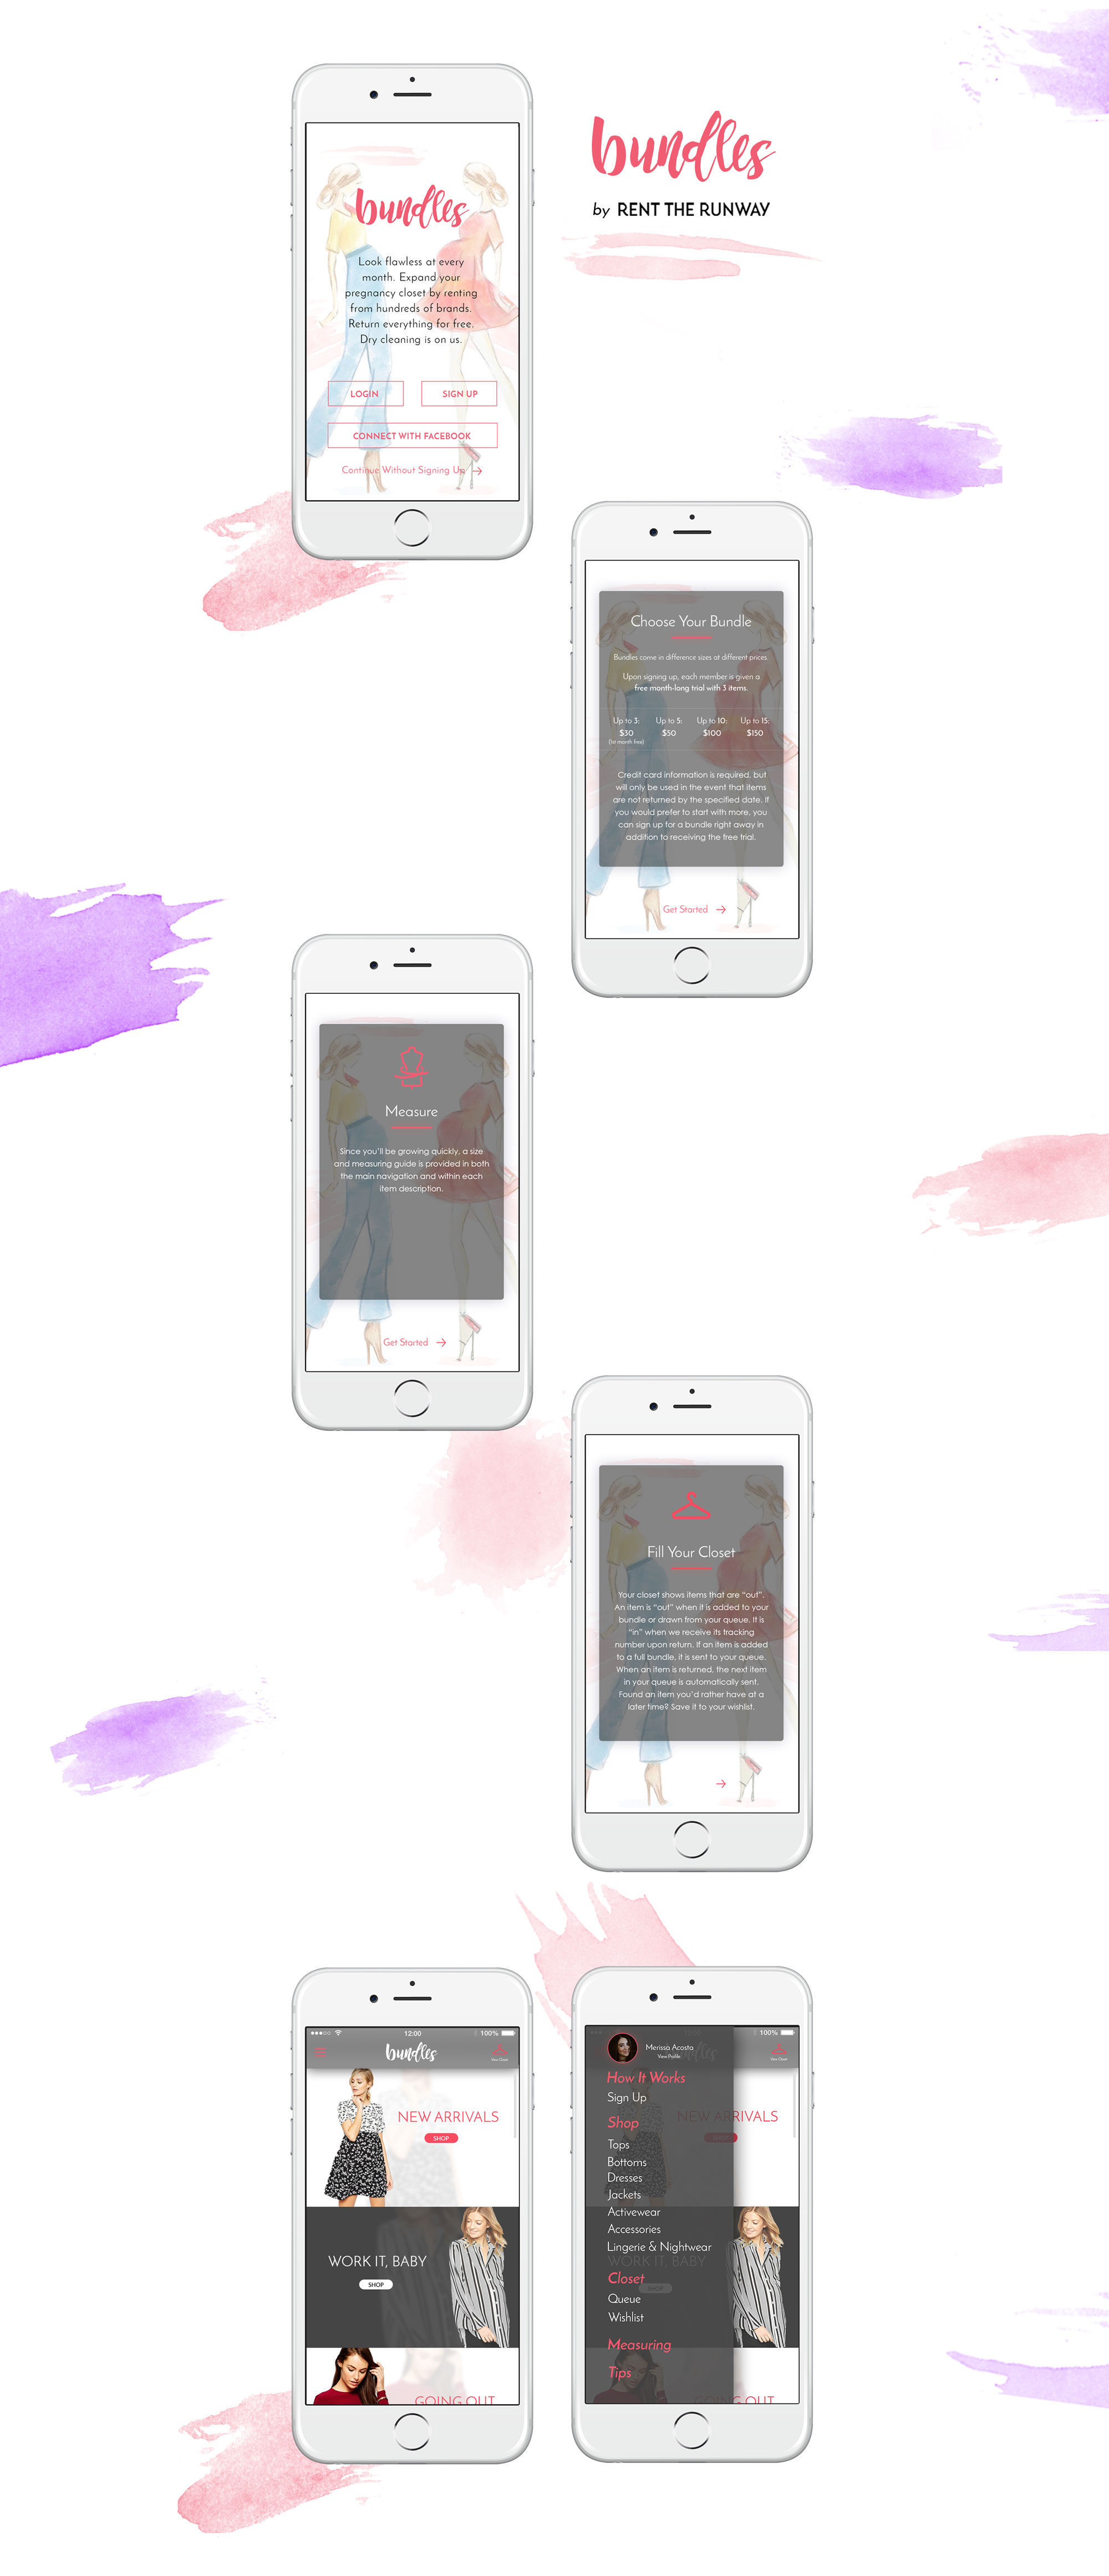 bundles
by RENT THE RUNWAY
bundles
Look flawless at every
month. Expand your
pregnancy closet by renting
from hundreds of brands.
Return everything for free.
Dry cleaning is on us.
LOGIN
SIGN UP
CONNECT WITH FACEBOOK
Continue Without Signing Up
Choose Your Bundle
Bundles come in difference sizes at different prices.
Upon signing up, each member is given a
free month-long trial with 3 items.
Up to 3: Up to 5: Up to 10: Up to 15:
$30 $50 $100 $150
(1st month free)
Credit card information is required, but
will only be used in the event that items
are not returned by the specified date. If
you would prefer to start with more, you
can sign up for a bundle right away in
addition to receiving the free trial.
Get Started
Measure
Since you'll be growing quickly, a size
and measuring guide is provided in both
the main navigation and within each
item description.
Get Started
Fill Your Closet
Your closet shows items that are “out”.
An item is “out” when it is added to your
bundle or drawn from your queue. It is
“in” when we receive its tracking
number upon return. If an item is added
to a full bundle, it is sent to your queue.
When an item is returned, the next item
in your queue is automatically sent.
Found an item you'd rather have at a
later time? Save it to your wishlist.
12:00
100%
bundles
View Closet
NEW ARRIVALS
SHOP
WORK IT, BABY
SHOP
GOING OUT
100%
Merissa Acosta
View Profile
bundles
View Closet
How It Works
Sign Up
NEW ARRIVALS
Shop
SHOP
Tops
Bottoms
Dresses
Jackets
Activewear
Accessories
Lingerie & Nightwear
WORK IT, BABY
Closet
SHOP
Queue
Wishlist
Measuring
Tips
GOING OUT